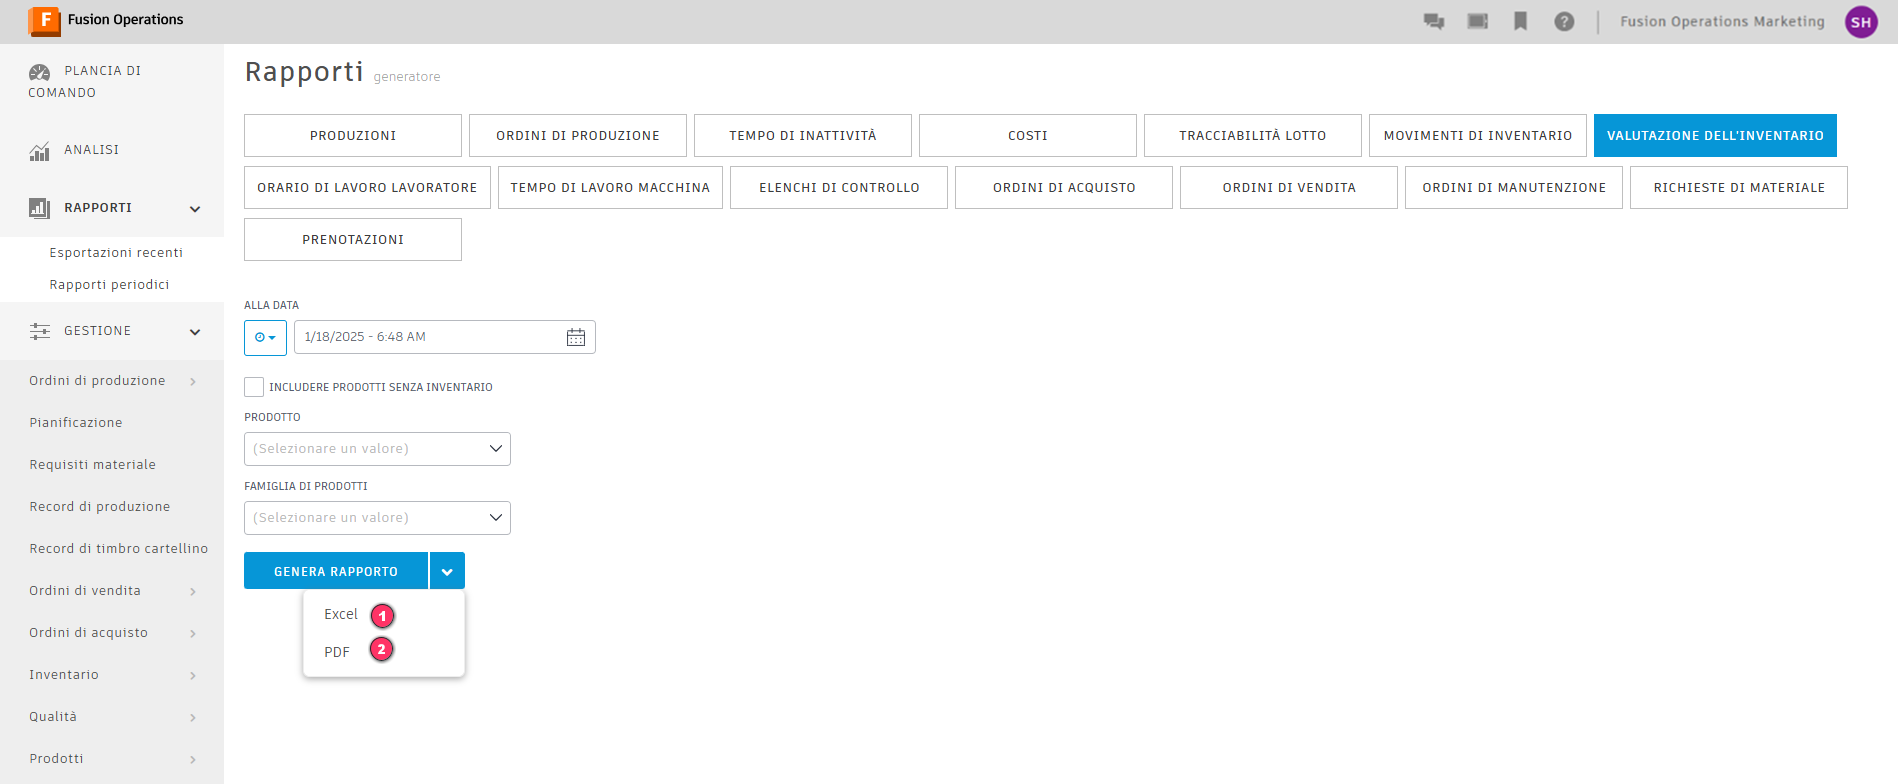 F Fusion Operations
Fusion Operations Marketing
SH
PLANCIA DI
COMANDO
ANALISI
RAPPORTI
Esportazioni recenti
Rapporti periodici
GESTIONE
Ordini di produzione
Pianificazione
Requisiti materiale
Record di produzione
Record di timbro cartellino
Ordini di vendita
Ordini di acquisto
Inventario
Qualità
Prodotti
Rapporti generatore
PRODUZIONI
ORDINI DI PRODUZIONE
TEMPO DI INATTIVITÀ
COSTI
TRACCIABILITÀ LOTTO
MOVIMENTI DI INVENTARIO
VALUTAZIONE DELL'INVENTARIO
ORARIO DI LAVORO LAVORATORE
TEMPO DI LAVORO MACCHINA
ELENCHI DI CONTROLLO
ORDINI DI ACQUISTO
ORDINI DI VENDITA
ORDINI DI MANUTENZIONE
RICHIESTE DI MATERIALE
PRENOTAZIONI
ALLA DATA
1/18/2025 - 6:48 AM
INCLUDERE PRODOTTI SENZA INVENTARIO
PRODOTTO
(Selezionare un valore)
FAMIGLIA DI PRODOTTI
(Selezionare un valore)
GENERA RAPPORTO
Excel 1
PDF 2